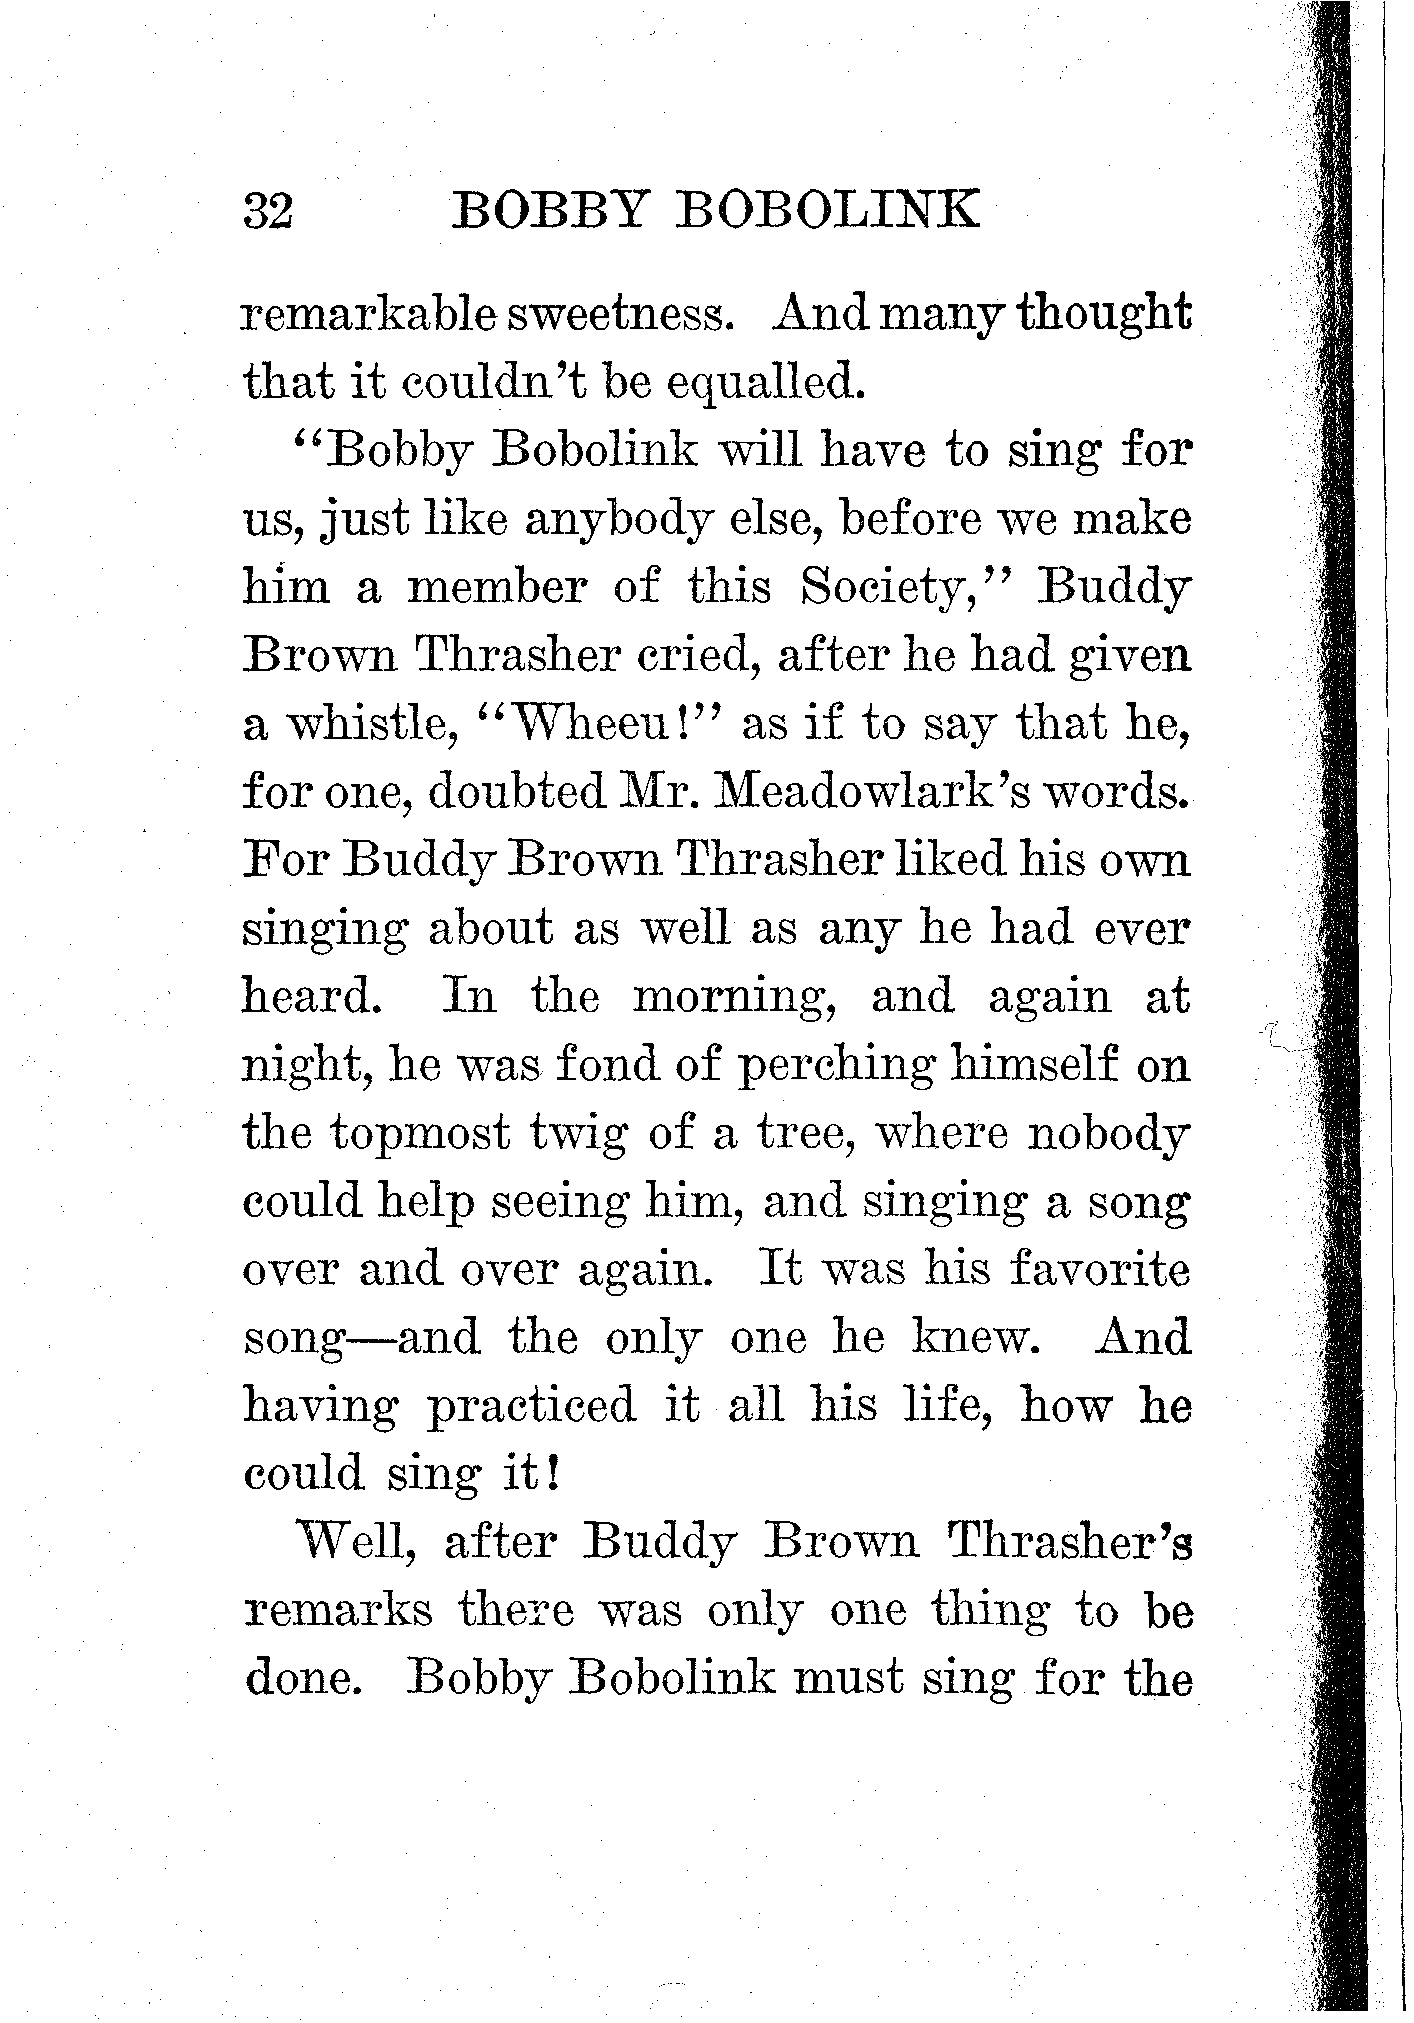 32 BOBBY BOBOLINK
remarkable sweetness. And many thought
that it couldn't be equalled.
"Bobby Bobolink will have to sing for
us, just like anybody else, before we make
him a member of this Society," Buddy
Brown Thrasher cried, after he had given
a whistle, "Wheeu!" as if to say that he,
for one, doubted Mr. Meadowlark's words.
For Buddy Brown Thrasher liked his own
singing about as well as any he had ever
heard. In the morning, and again at
night, he was fond of perching himself on
the topmost twig of a tree, where nobody
could help seeing him, and singing a song
over and over again. It was his favorite
song—and the only one he knew. And
having practiced it all his life, how he
could sing it!
Well, after Buddy Brown Thrasher's
remarks there was only one thing to be
done. Bobby Bobolink must sing for the